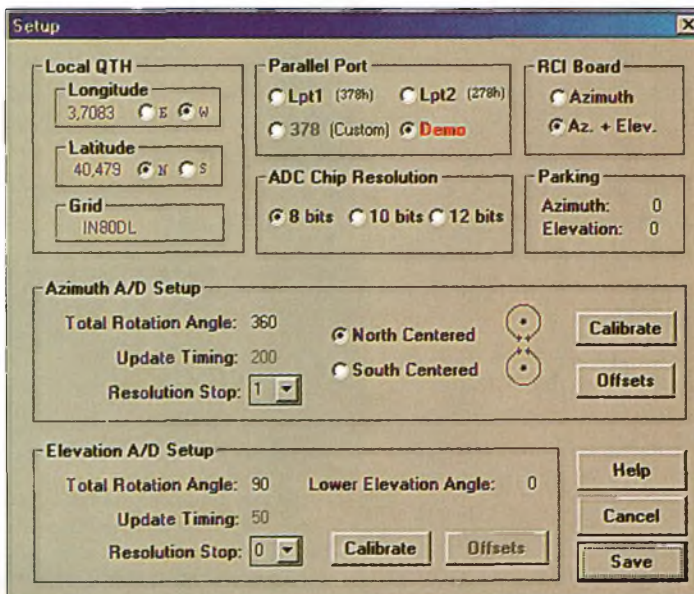 Setup
Local QTH
Longitude
3,7083 E W
Latitude
40,479 N S
Grid
IN80DL
Parallel Port
Lpt1 (378h) Lpt2 (278h)
378 (Custom) Demo
ADC Chip Resolution
8 bits 10 bits 12 bits
RCI Board
Azimuth
Az. + Elev.
Parking
Azimuth: 0
Elevation: 0
Azimuth A/D Setup
Total Rotation Angle: 360
Update Timing: 200
Resolution Stop: 1
North Centered
South Centered
Calibrate
Offsets
Elevation A/D Setup
Total Rotation Angle: 90
Lower Elevation Angle: 0
Update Timing: 50
Resolution Stop: 0
Calibrate
Offsets
Help
Cancel
Save